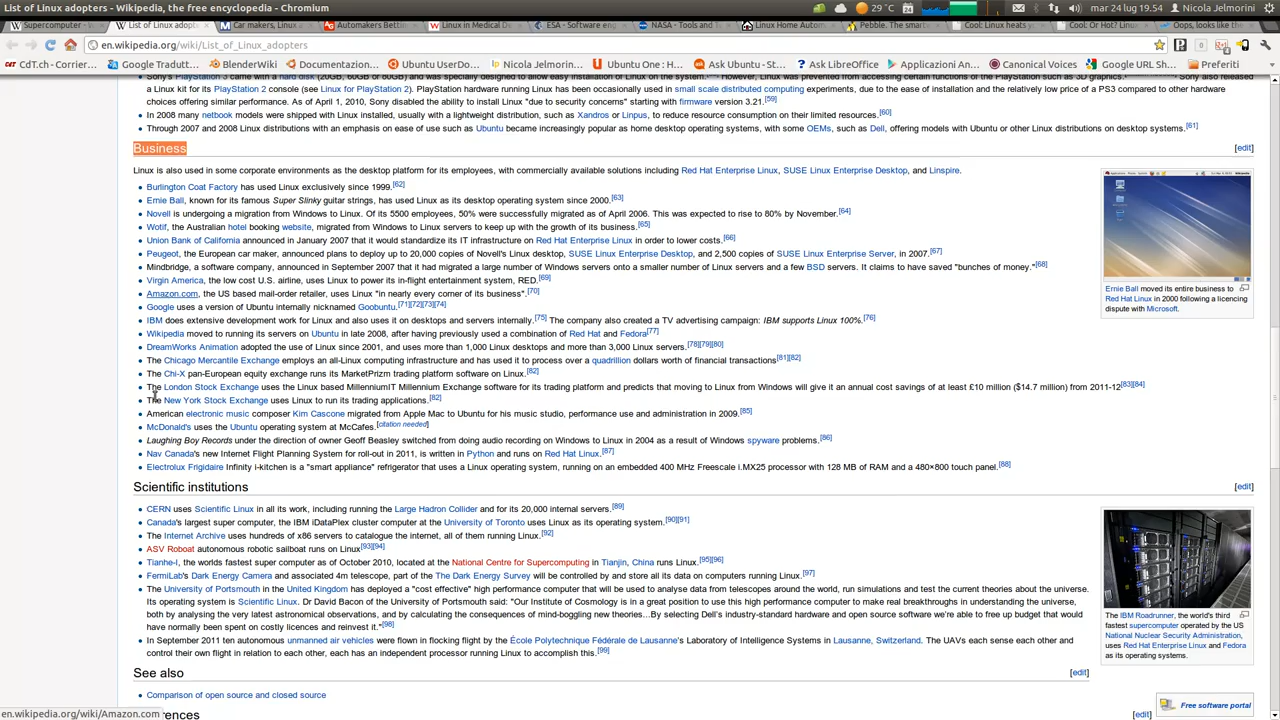 List of Linux adopters - Wikipedia, the free encyclopedia - Chromium
29 °C
mar 24 lug 19.54
Nicola Jelmorini
Supercomputer -
List of Linux adopt
Car makers, Linux
Automakers Betting
Linux in Medical De
ESA - Software eng
NASA - Tools and
Linux Home Autom
Pebble. The smart
Cool: Linux heats y
Cool: Or Hot? Lug
Oops, looks like the
en.wikipedia.org/wiki/List_of_Linux_adopters
CdT.ch - Corriere
Google Tradutt...
BlenderWiki
Documentation...
Ubuntu UserDo...
Nicola Jelmorin...
Ubuntu One : H...
Ask Ubuntu - St...
Ask LibreOffice
Applicazioni An...
Canonical Voices
Google URL Sh...
Preferiti
Sony's PlayStation 3 came with a hard disk (20GB, 60GB or 80GB) and was specially designed to allow easy installation of Linux on the system. However, Linux was prevented from accessing certain functions of the PlayStation such as 3D graphics. Sony also released
a Linux kit for its PlayStation 2 console (see Linux for PlayStation 2). PlayStation hardware running Linux has been occasionally used in small scale distributed computing experiments, due to the ease of installation and the relatively low price of a PS3 compared to other hardware
choices offering similar performance. As of April 1, 2010, Sony disabled the ability to install Linux "due to security concerns" starting with firmware version 3.21.[59]
In 2008 many netbook models were shipped with Linux installed, usually with a lightweight distribution, such as Xandros or Linpus, to reduce resource consumption on their limited resources.[60]
Through 2007 and 2008 Linux distributions with an emphasis on ease of use such as Ubuntu became increasingly popular as home desktop operating systems, with some OEMs, such as Dell, offering models with Ubuntu or other Linux distributions on desktop systems.[61]
Business [edit]
Linux is also used in some corporate environments as the desktop platform for its employees, with commercially available solutions including Red Hat Enterprise Linux, SUSE Linux Enterprise Desktop, and Linspire.
Burlington Coat Factory has used Linux exclusively since 1999.[62]
Ernie Ball, known for its famous Super Slinky guitar strings, has used Linux as its desktop operating system since 2000.[63]
Novell is undergoing a migration from Windows to Linux. Of its 5500 employees, 50% were successfully migrated as of April 2006. This was expected to rise to 80% by November.[64]
Wotif, the Australian hotel booking website, migrated from Windows to Linux servers to keep up with the growth of its business.[65]
Union Bank of California announced in January 2007 that it would standardize its IT infrastructure on Red Hat Enterprise Linux in order to lower costs.[66]
Peugeot, the European car maker, announced plans to deploy up to 20,000 copies of Novell's Linux desktop, SUSE Linux Enterprise Desktop, and 2,500 copies of SUSE Linux Enterprise Server, in 2007.[67]
Mindbridge, a software company, announced in September 2007 that it had migrated a large number of Windows servers onto a smaller number of Linux servers and a few BSD servers. It claims to have saved "bunches of money."[68]
Virgin America, the low cost U.S. airline, uses Linux to power its in-flight entertainment system, RED.[69]
Amazon.com, the US based mail-order retailer, uses Linux "in nearly every corner of its business".[70]
Google uses a version of Ubuntu internally nicknamed Goobuntu.[71][72][73][74]
IBM does extensive development work for Linux and also uses it on desktops and servers internally.[75] The company also created a TV advertising campaign: IBM supports Linux 100%.[76]
Wikipedia moved to running its servers on Ubuntu in late 2008, after having previously used a combination of Red Hat and Fedora[77]
DreamWorks Animation adopted the use of Linux since 2001, and uses more than 1,000 Linux desktops and more than 3,000 Linux servers.[78][79][80]
The Chicago Mercantile Exchange employs an all-Linux computing infrastructure and has used it to process over a quadrillion dollars worth of financial transactions[81][82]
The Chi-X pan-European equity exchange runs its MarketPrizm trading platform software on Linux.[82]
The London Stock Exchange uses the Linux based MillenniumIT Millennium Exchange software for its trading platform and predicts that moving to Linux from Windows will give it an annual cost savings of at least £10 million ($14.7 million) from 2011-12[83][84]
The New York Stock Exchange uses Linux to run its trading applications.[82]
American electronic music composer Kim Cascone migrated from Apple Mac to Ubuntu for his music studio, performance use and administration in 2009.[85]
McDonald's uses the Ubuntu operating system at McCafes.[citation needed]
Laughing Boy Records under the direction of owner Geoff Beasley switched from doing audio recording on Windows to Linux in 2004 as a result of Windows spyware problems.[86]
Nav Canada's new Internet Flight Planning System for roll-out in 2011, is written in Python and runs on Red Hat Linux.[87]
Electrolux Frigidaire Infinity i-kitchen is a "smart appliance" refrigerator that uses a Linux operating system, running on an embedded 400 MHz Freescale i.MX25 processor with 128 MB of RAM and a 480×800 touch panel.[88]
Ernie Ball moved its entire business to
Red Hat Linux in 2000 following a licencing
dispute with Microsoft.
Scientific institutions [edit]
CERN uses Scientific Linux in all its work, including running the Large Hadron Collider and for its 20,000 internal servers.[89]
Canada's largest super computer, the IBM iDataPlex cluster computer at the University of Toronto uses Linux as its operating system.[90][91]
The Internet Archive uses hundreds of x86 servers to catalogue the internet, all of them running Linux.[92]
ASV Roboat autonomous robotic sailboat runs on Linux[93][94]
Tianhe-I, the worlds fastest super computer as of October 2010, located at the National Centre for Supercomputing in Tianjin, China runs Linux.[95][96]
FermiLab's Dark Energy Camera and associated 4m telescope, part of the The Dark Energy Survey will be controlled by and store all its data on computers running Linux.[97]
The University of Portsmouth in the United Kingdom has deployed a "cost effective" high performance computer that will be used to analyse data from telescopes around the world, run simulations and test the current theories about the universe.
Its operating system is Scientific Linux. Dr David Bacon of the University of Portsmouth said: "Our Institute of Cosmology is in a great position to use this high performance computer to make real breakthroughs in understanding the universe,
both by analysing the very latest astronomical observations, and by calculating the consequences of mind-boggling new theories...By selecting Dell's industry-standard hardware and open source software we're able to free up budget that would
have normally been spent on costly licences and reinvest it."[98]
In September 2011 ten autonomous unmanned air vehicles were flown in flocking flight by the École Polytechnique Fédérale de Lausanne's Laboratory of Intelligence Systems in Lausanne, Switzerland. The UAVs each sense each other and
control their own flight in relation to each other, each has an independent processor running Linux to accomplish this.[99]
The IBM Roadrunner, the world's third
fastest supercomputer operated by the US
National Nuclear Security Administration,
uses Red Hat Enterprise Linux and Fedora
as its operating systems.
See also [edit]
Comparison of open source and closed source
Free software portal
en.wikipedia.org/wiki/Amazon.com
rences [edit]